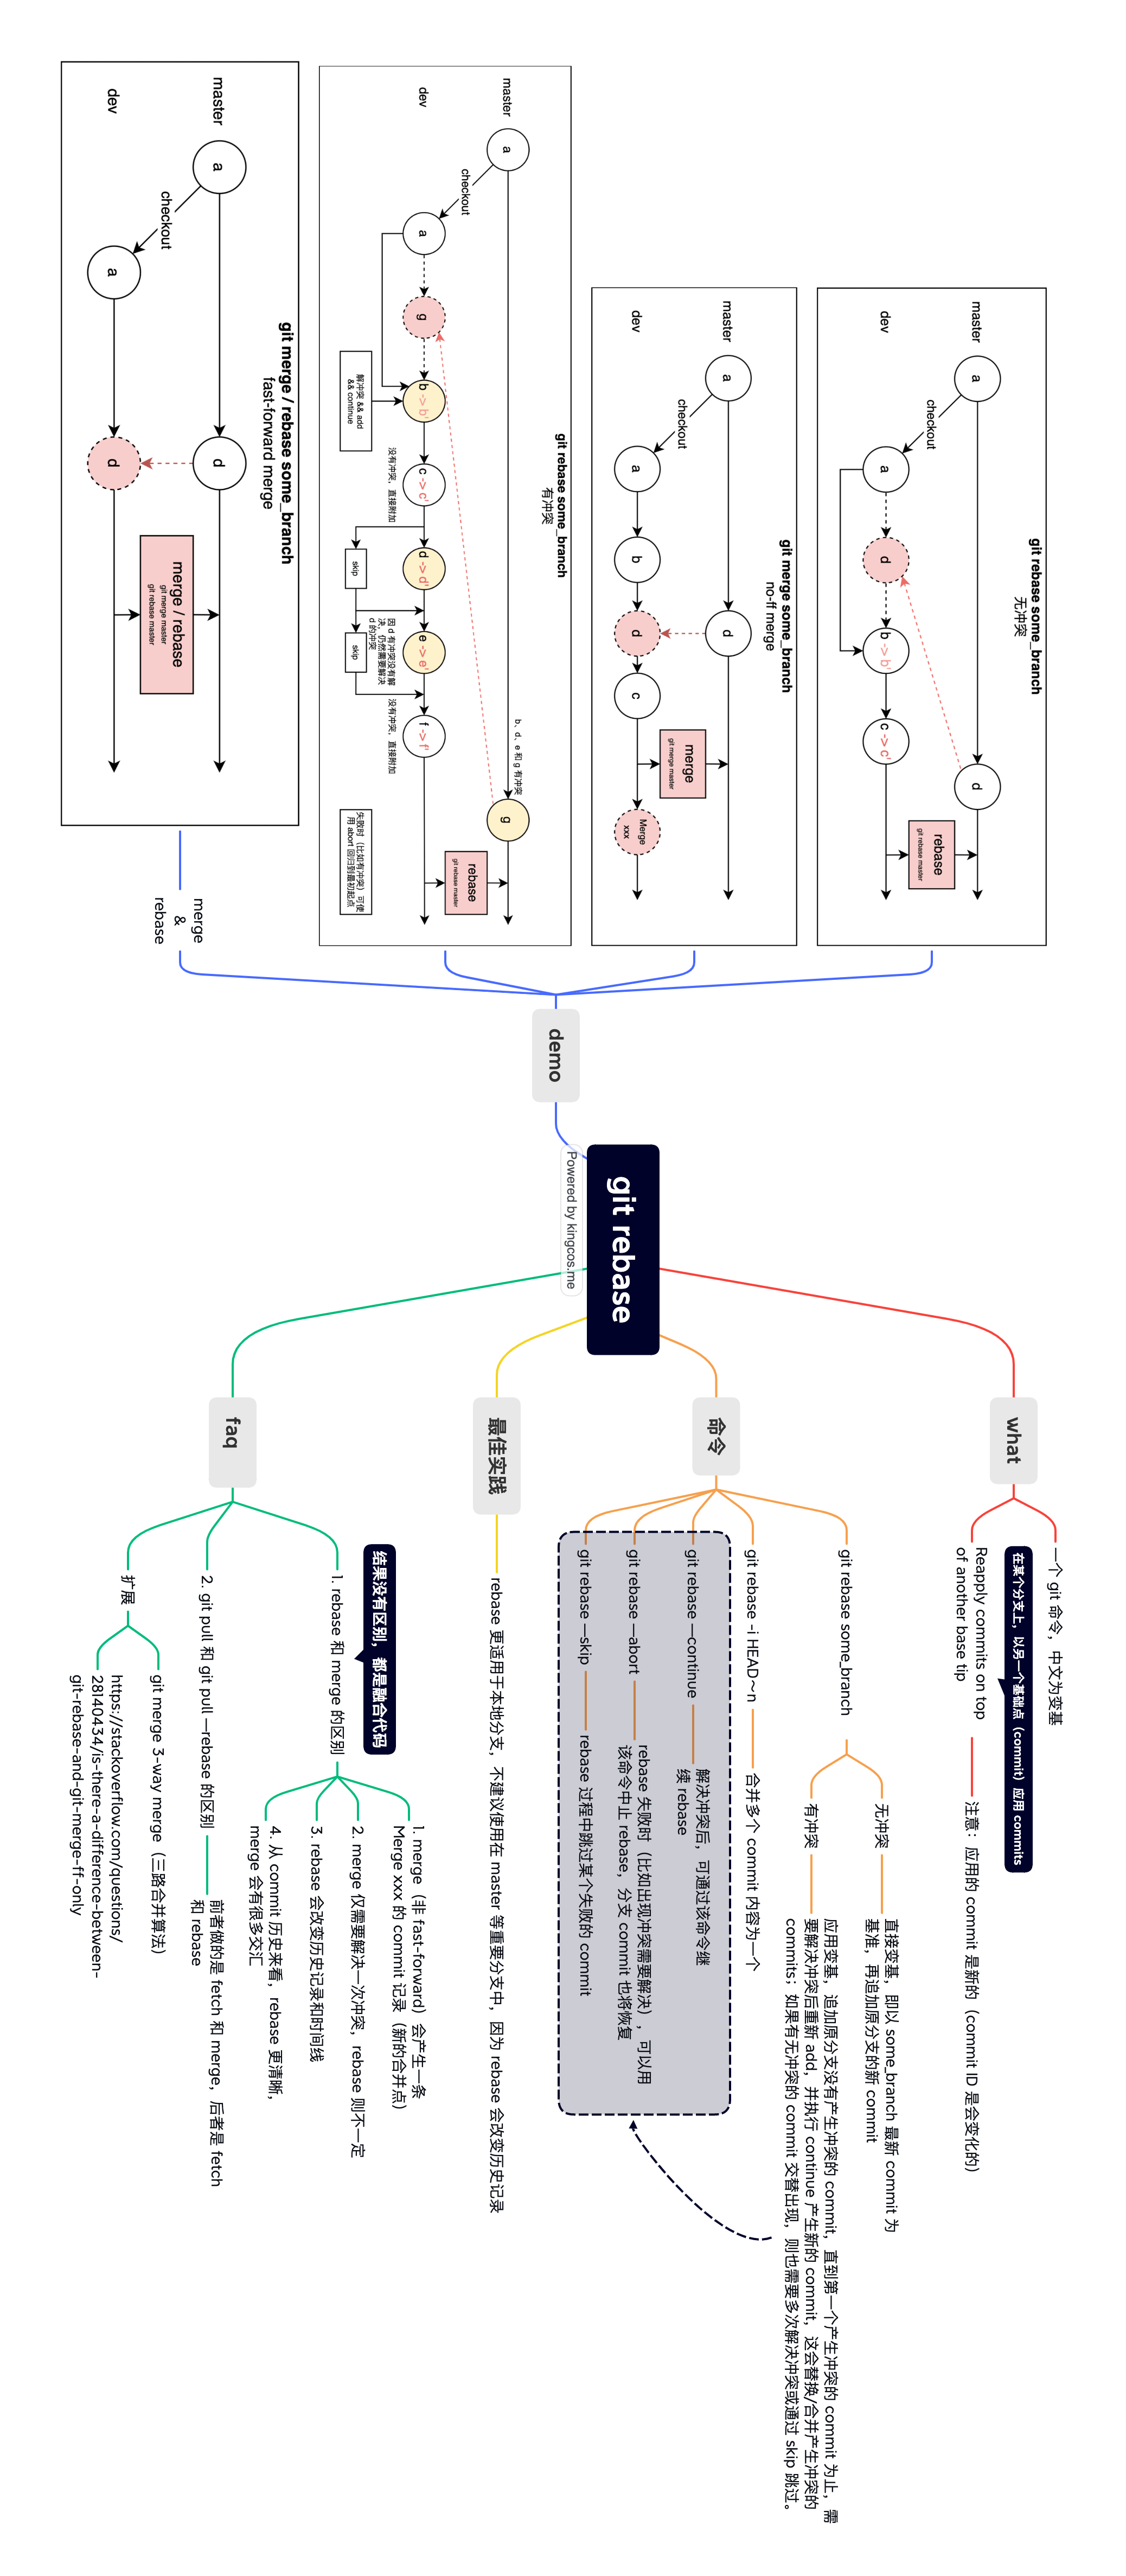 git rebase
Powered by kingcos.me
what
一个 git 命令，中文为变基
在某个分支上，以另一个基础点（commit）应用 commits
Reapply commits on top
of another base tip
注意：应用的 commit 是新的（commit ID 是会变化的）
命令
git rebase some_branch
无冲突
直接变基，即以 some_branch 最新 commit 为
基准，再追加原分支的新 commit
有冲突
应用变基，追加原分支没有产生冲突的 commit，直到第一个产生冲突的 commit 为止，需
要解决冲突后重新 add，并执行 continue 产生新的 commit，这会替换/合并产生冲突的
commits；如果有无冲突的 commit 交替出现，则也需要多次解决冲突或通过 skip 跳过。
git rebase -i HEAD~n
合并多个 commit 内容为一个
git rebase —continue
解决冲突后，可通过该命令继
续 rebase
git rebase —abort
rebase 失败时（比如出现冲突需要解决），可以用
该命令中止 rebase，分支 commit 也将恢复
git rebase —skip
rebase 过程中跳过某个失败的 commit
最佳实践
rebase 更适用于本地分支，不建议使用在 master 等重要分支中，因为 rebase 会改变历史记录
faq
结果没有区别，都是融合代码
1. rebase 和 merge 的区别
1. merge（非 fast-forward）会产生一条
Merge xxx 的 commit 记录（新的合并点）
2. merge 仅需要解决一次冲突，rebase 则不一定
3. rebase 会改变历史记录和时间线
4. 从 commit 历史来看，rebase 更清晰，
merge 会有很多交汇
2. git pull 和 git pull —rebase 的区别
前者做的是 fetch 和 merge，后者是 fetch
和 rebase
扩展
git merge 3-way merge（三路合并算法）
https://stackoverflow.com/questions/
28140434/is-there-a-difference-between-
git-rebase-and-git-merge-ff-only
demo
git rebase some_branch
无冲突
master
a
d
checkout
dev
a
d
b -> b'
c -> c'
rebase
git rebase master
git merge some_branch
no-ff merge
master
a
d
checkout
dev
a
b
d
c
merge
git merge master
Merge
xxx
git rebase some_branch
有冲突
master
a
b、d、e 和 g 有冲突
g
checkout
dev
a
g
b -> b'
c -> c'
d -> d'
e -> e'
f -> f'
rebase
git rebase master
没有冲突，直接附加
因 d 有冲突没有解
决，仍然需要解决
d 的冲突
没有冲突，直接附加
解冲突 && add
&& continue
skip
skip
失败时（比如有冲突）可使
用 abort 回归到最初起点
merge
&
rebase
git merge / rebase some_branch
fast-forward merge
master
a
d
checkout
dev
a
d
merge / rebase
git merge master
git rebase master